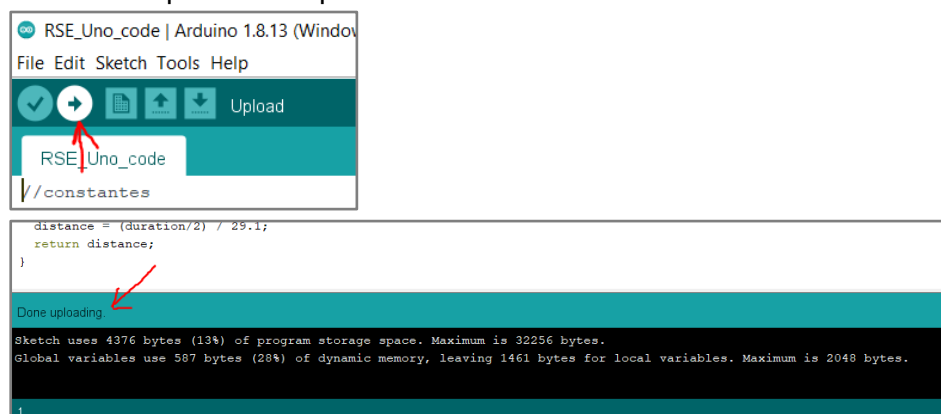 RSE_Uno_code | Arduino 1.8.13 (Window
File Edit Sketch Tools Help
Upload
RSE_Uno_code
//constantes
distance = (duration/2) / 29.1;
return distance;
}
Done uploading.
Sketch uses 4376 bytes (13%) of program storage space. Maximum is 32256 bytes.
Global variables use 587 bytes (28%) of dynamic memory, leaving 1461 bytes for local variables. Maximum is 2048 bytes.
1